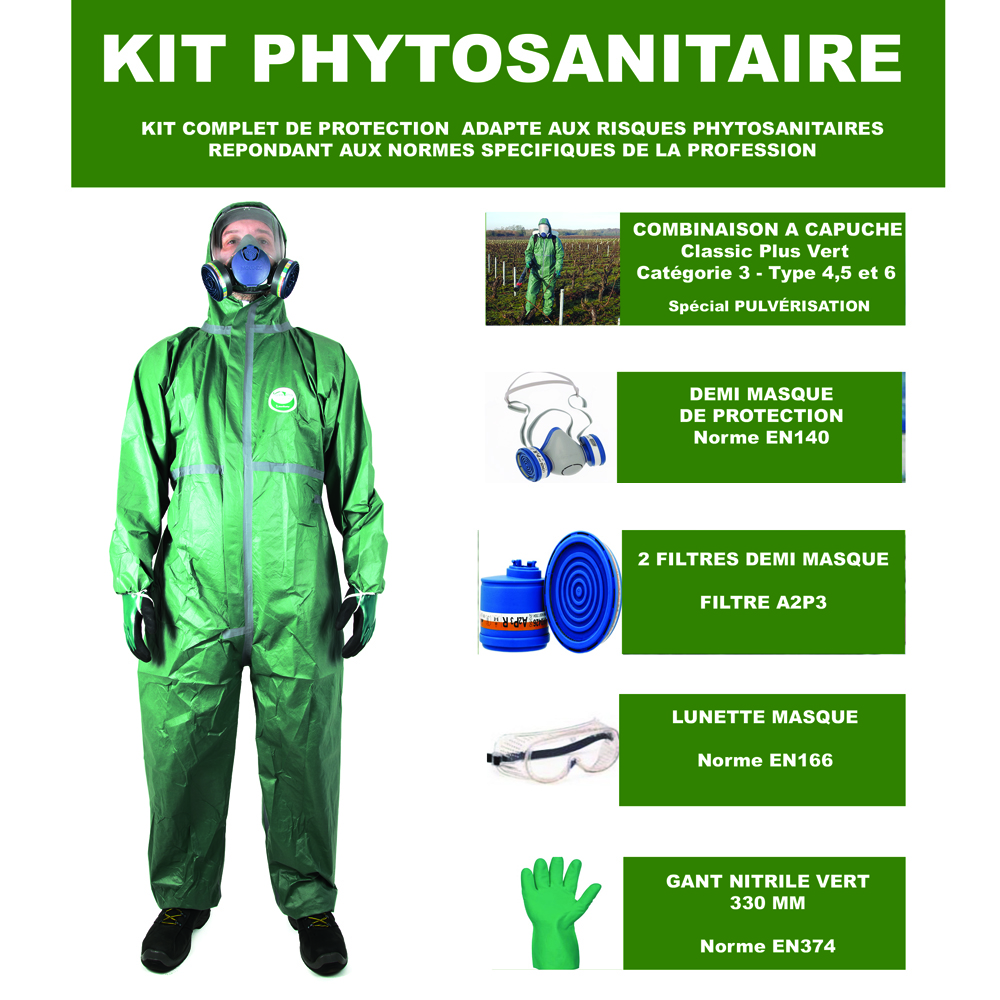 KIT PHYTOSANITAIRE
KIT COMPLET DE PROTECTION ADAPTE AUX RISQUES PHYTOSANITAIRES
REPONDANT AUX NORMES SPECIFIQUES DE LA PROFESSION
COMBINAISON A CAPUCHE
Classic Plus Vert
Catégorie 3 - Type 4,5 et 6
Spécial PULVÉRISATION
DEMI MASQUE
DE PROTECTION
Norme EN140
2 FILTRES DEMI MASQUE
FILTRE A2P3
A2P3 R
LUNETTE MASQUE
Norme EN166
GANT NITRILE VERT
330 MM
Norme EN374